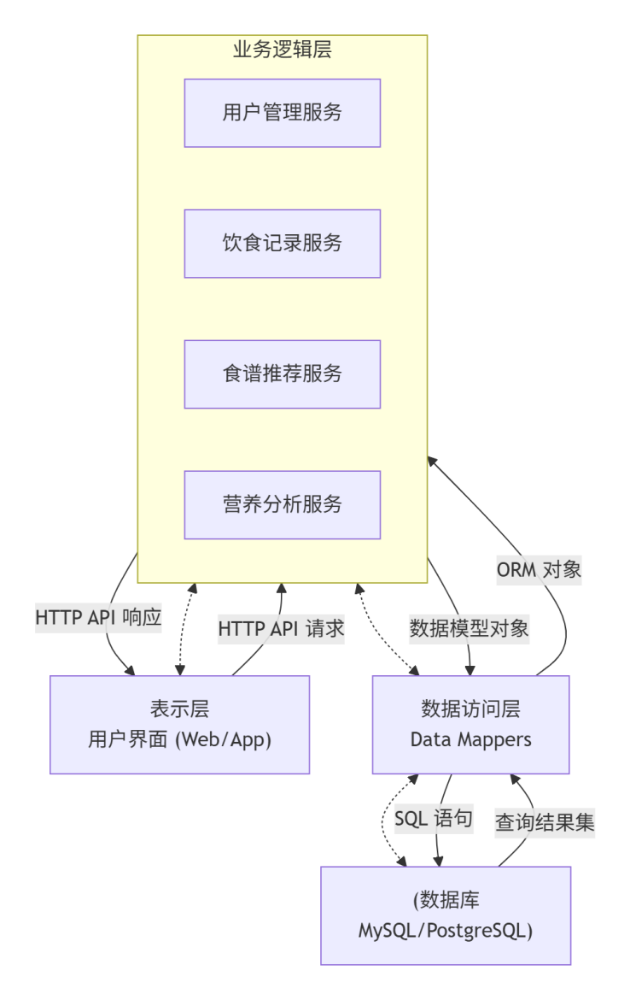 业务逻辑层
用户管理服务
饮食记录服务
食谱推荐服务
营养分析服务
ORM 对象
HTTP API 响应
HTTP API 请求
数据模型对象
表示层
用户界面 (Web/App)
数据访问层
Data Mappers
SQL 语句
查询结果集
(数据库
MySQL/PostgreSQL)